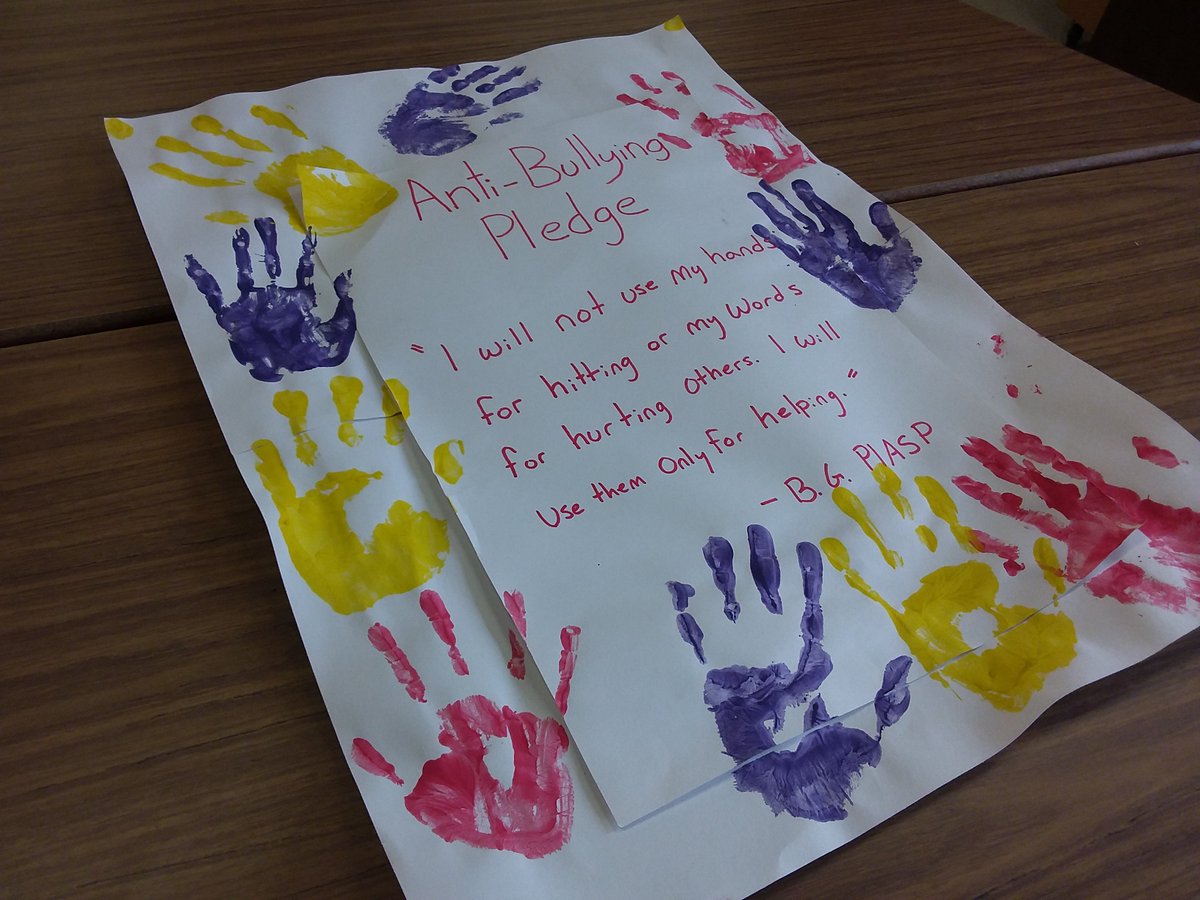 Anti-Bullying
Pledge
"I will not use my hands
for hitting or my words
for hurting others. I will
use them only for helping."
- B.G. PIASP